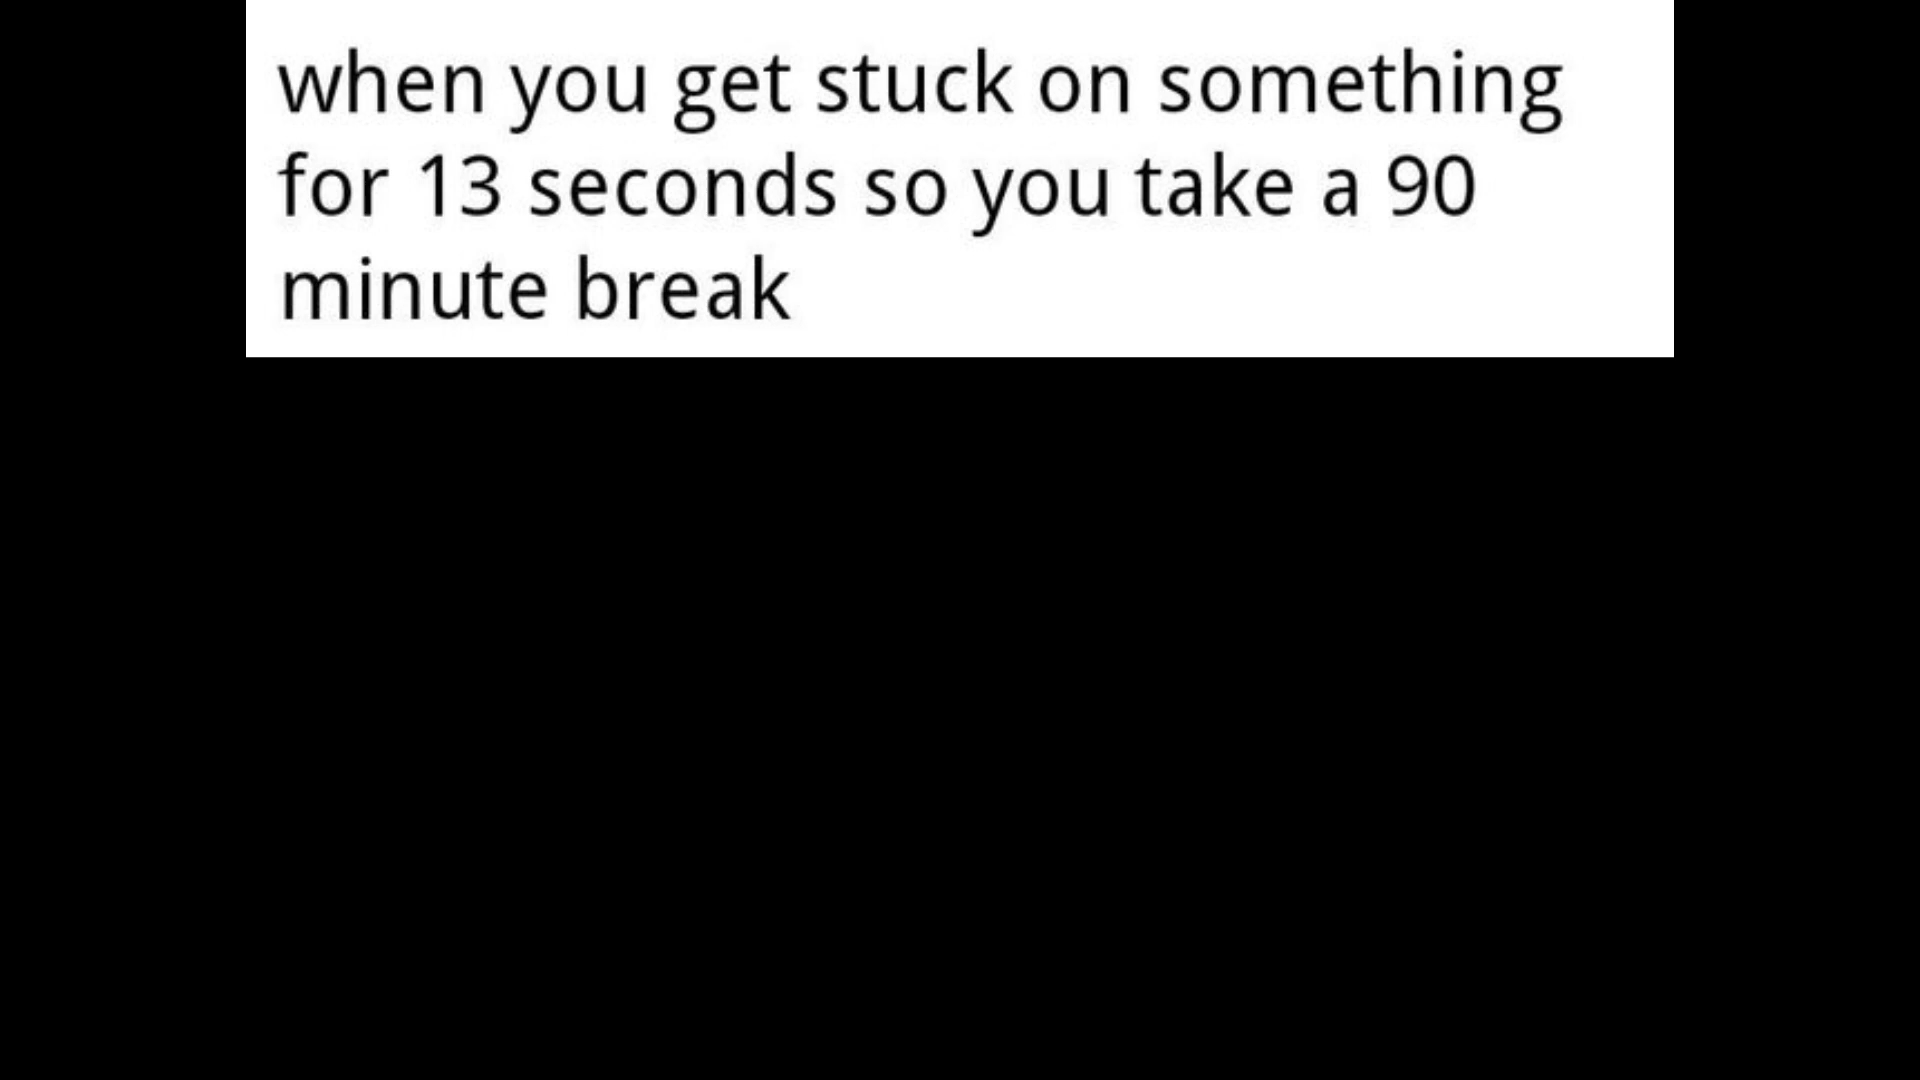 when you get stuck on something
for 13 seconds so you take a 90
minute break